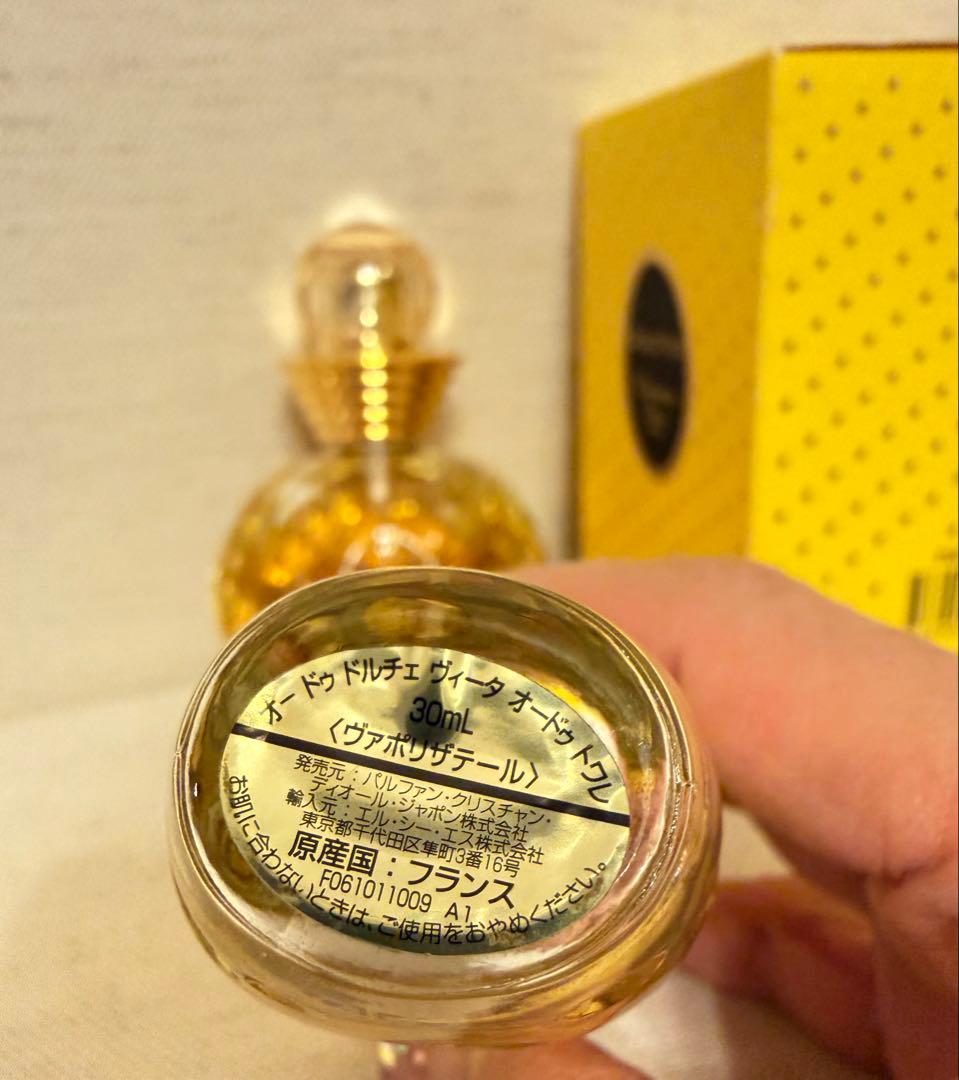 オー ドゥ ドルチェ ヴィータ オードゥ トワレ
30mL
〈ヴァポリザテール〉
発売元：パルファン・クリスチャン・
ディオール・ジャポン株式会社
輸入元：エル・シー・エス株式会社
東京都千代田区隼町3番16号
原産国：フランス
F061011009 A1
お肌に合わないときは、ご使用をおやめください。